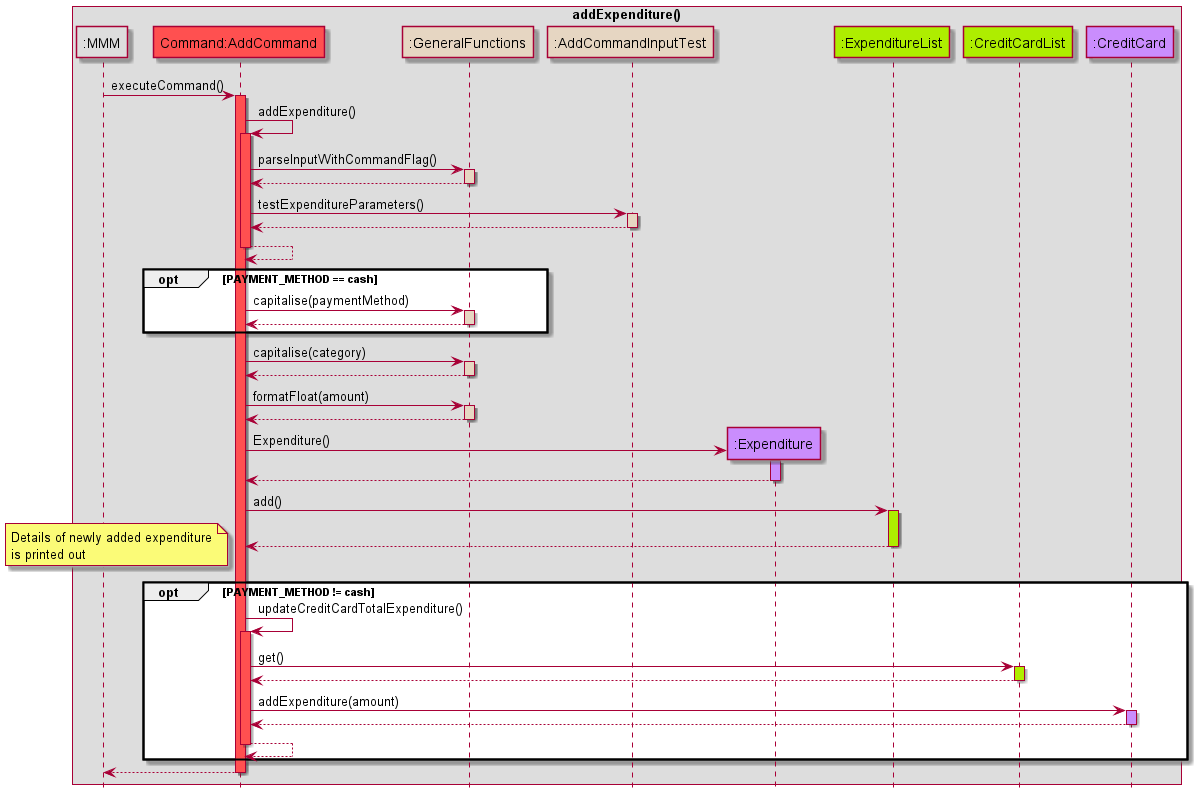 addExpenditure()
:MMM
Command:AddCommand
:GeneralFunctions
:AddCommandInputTest
:ExpenditureList
:CreditCardList
:CreditCard
executeCommand()
addExpenditure()
parseInputWithCommandFlag()
testExpenditureParameters()
opt
[PAYMENT_METHOD == cash]
capitalise(paymentMethod)
capitalise(category)
formatFloat(amount)
Expenditure()
:Expenditure
add()
Details of newly added expenditure
is printed out
opt
[PAYMENT_METHOD != cash]
updateCreditCardTotalExpenditure()
get()
addExpenditure(amount)